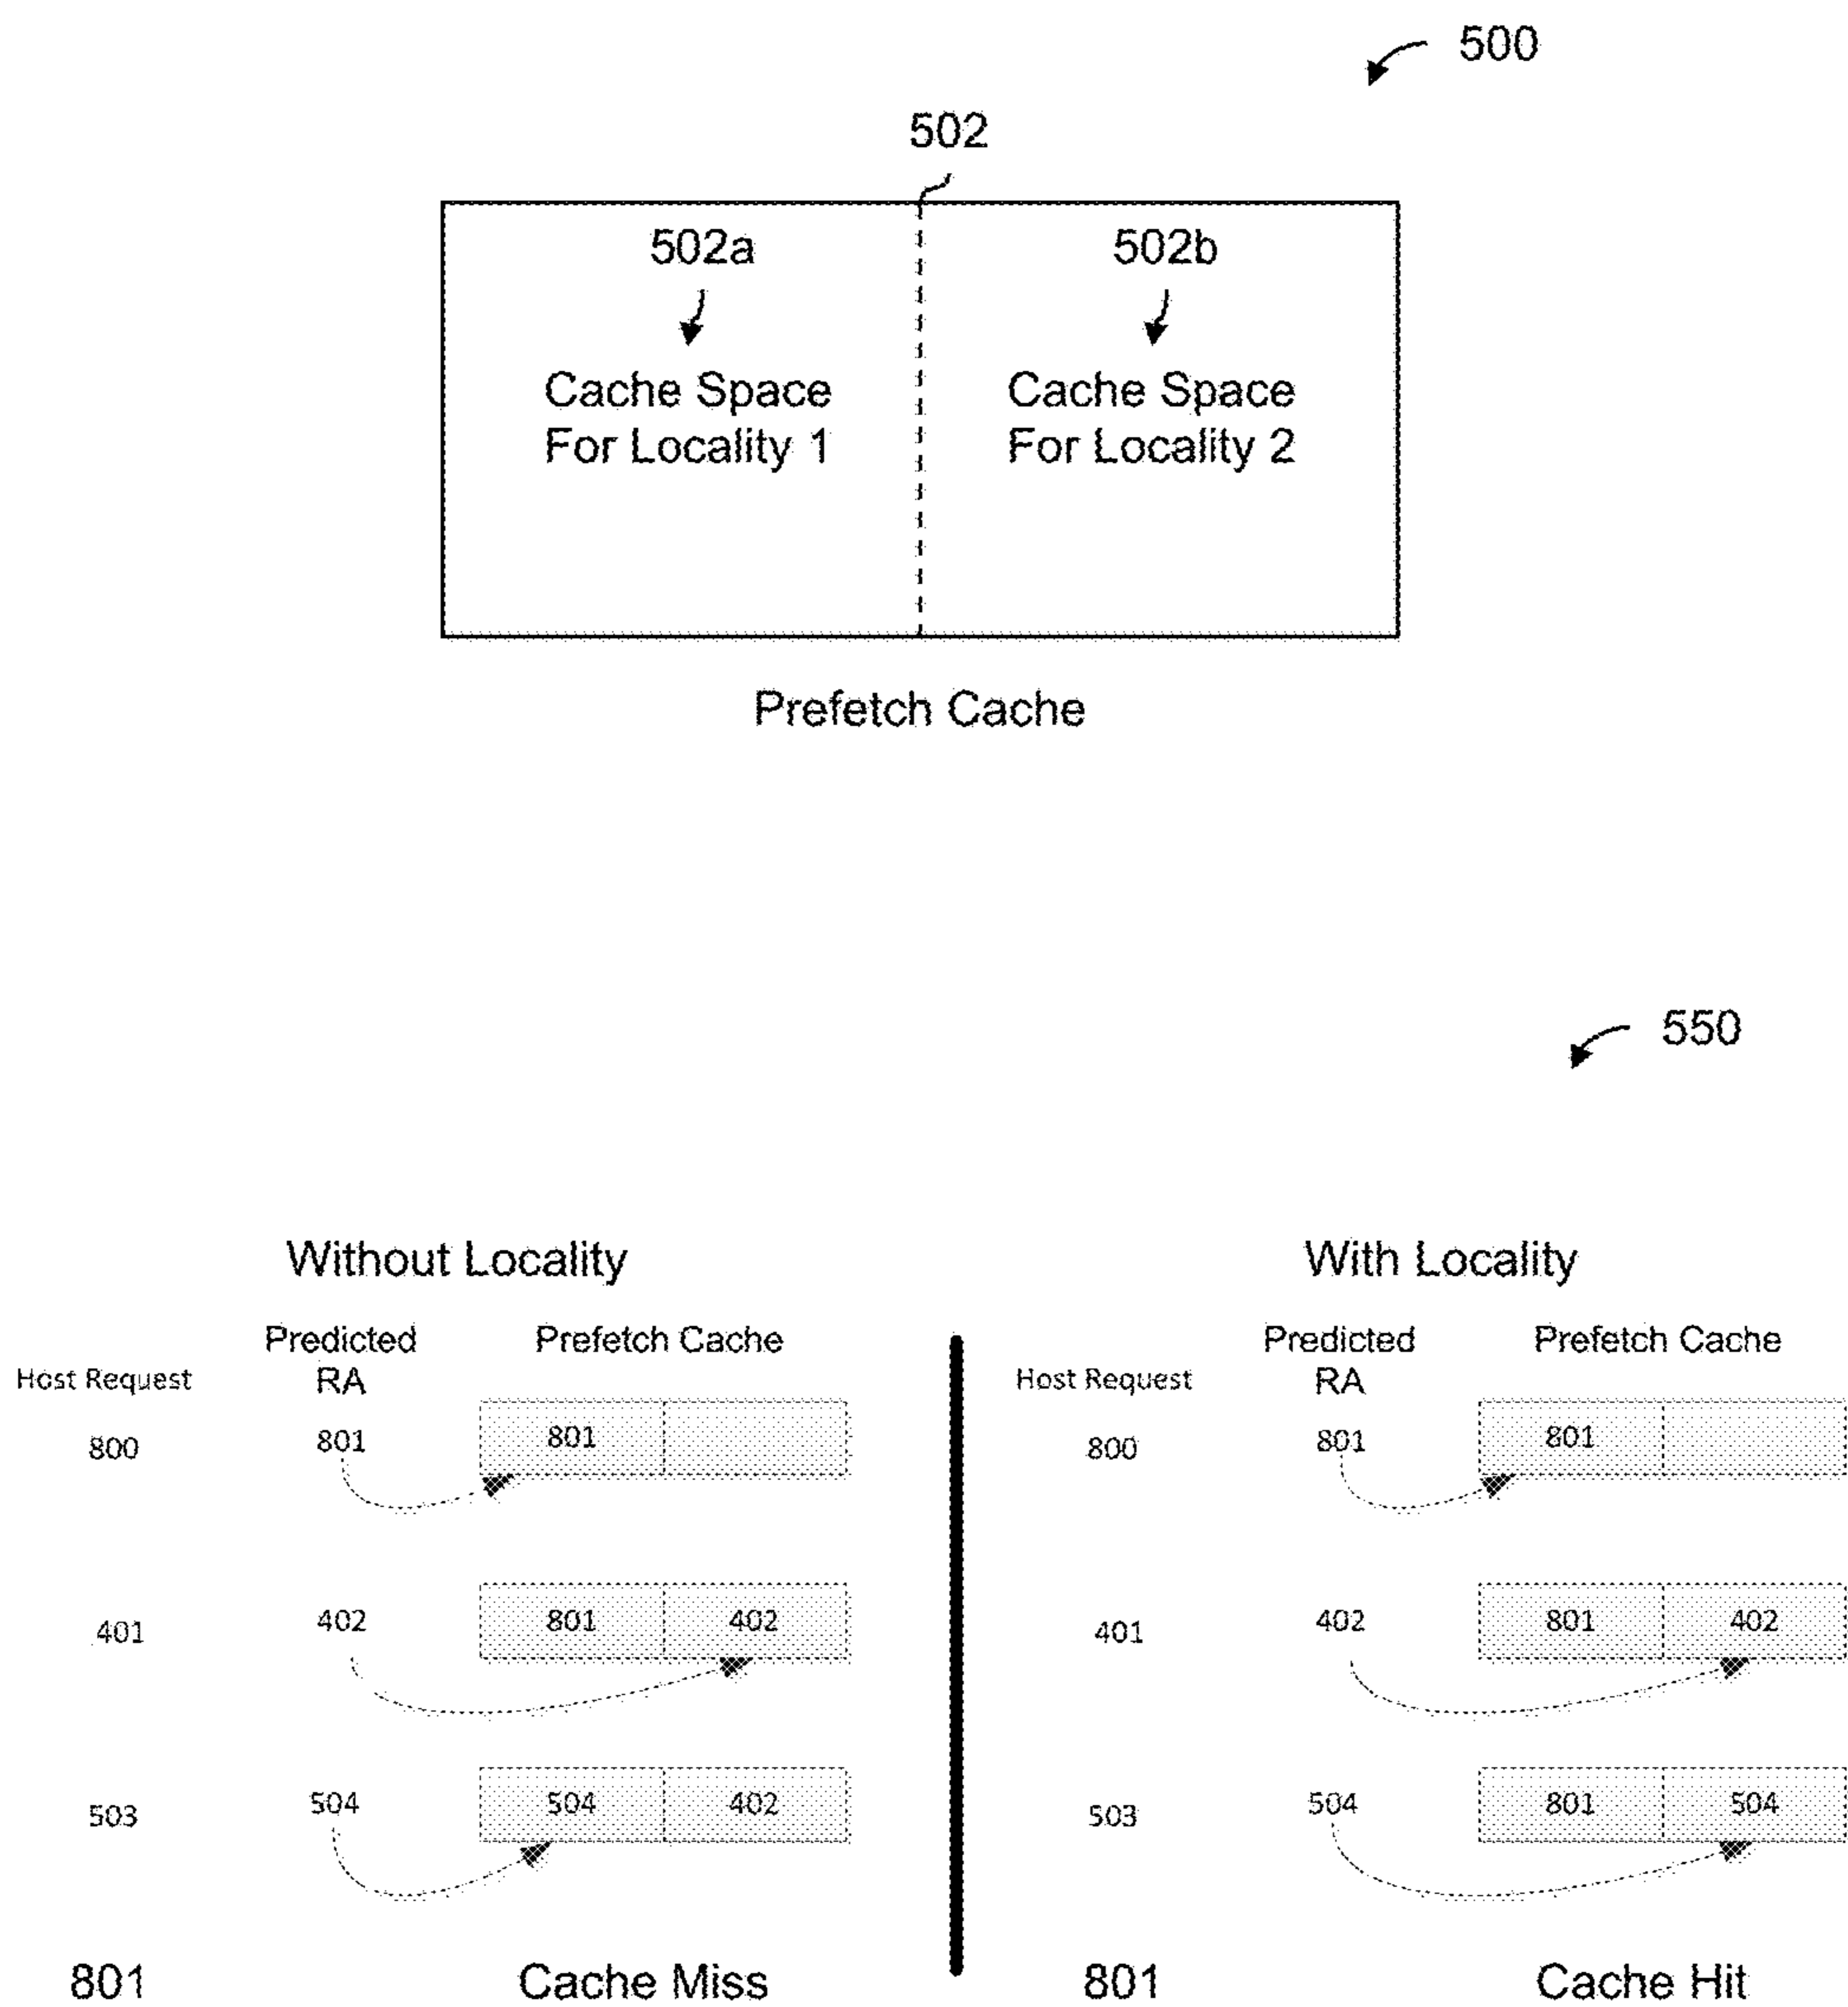 500
502
502a 502b
Cache Space Cache Space
For Locality 1 For Locality 2
Prefetch Cache
550
Without Locality With Locality
Predicted Prefetch Cache Predicted Prefetch Cache
Host Request RA Host Request RA
800 801 801 800 801 801
401 402 801 402 401 402 801 402
503 504 504 402 503 504 801 504
801 Cache Miss 801 Cache Hit